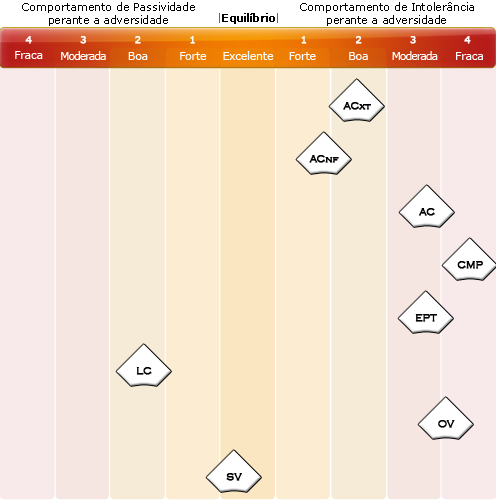 Comportamento de Passividade
perante a adversidade
|Equilíbrio|
Comportamento de Intolerância
perante a adversidade
4 3 2 1 1 2 3 4
Fraca Moderada Boa Forte Excelente Forte Boa Moderada Fraca
ACXT
ACNF
AC
CMP
EPT
LC
OV
SV